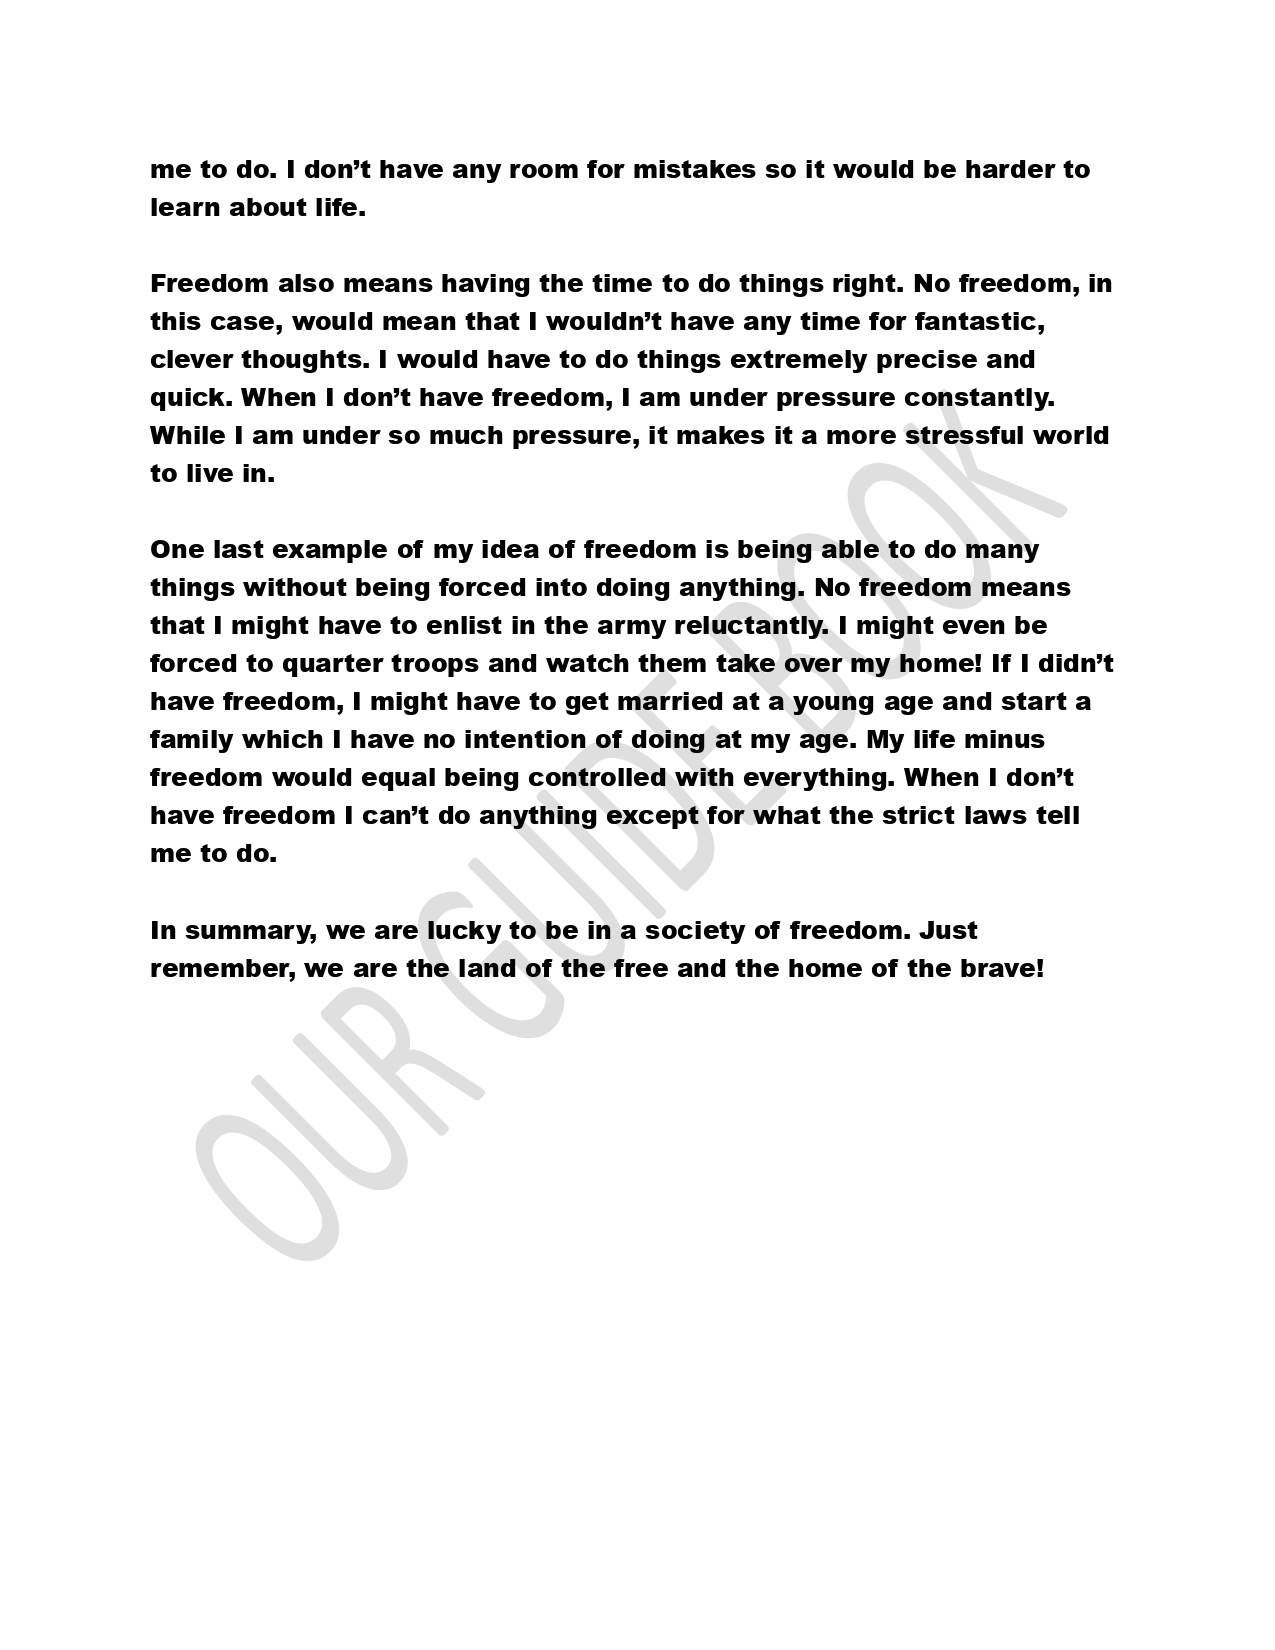 me to do. I don’t have any room for mistakes so it would be harder to
learn about life.
Freedom also means having the time to do things right. No freedom, in
this case, would mean that I wouldn’t have any time for fantastic,
clever thoughts. I would have to do things extremely precise and
quick. When I don’t have freedom, I am under pressure constantly.
While I am under so much pressure, it makes it a more stressful world
to live in.
One last example of my idea of freedom is being able to do many
things without being forced into doing anything. No freedom means
that I might have to enlist in the army reluctantly. I might even be
forced to quarter troops and watch them take over my home! If I didn’t
have freedom, I might have to get married at a young age and start a
family which I have no intention of doing at my age. My life minus
freedom would equal being controlled with everything. When I don’t
have freedom I can’t do anything except for what the strict laws tell
me to do.
In summary, we are lucky to be in a society of freedom. Just
remember, we are the land of the free and the home of the brave!
OUR GUIDE BOOK